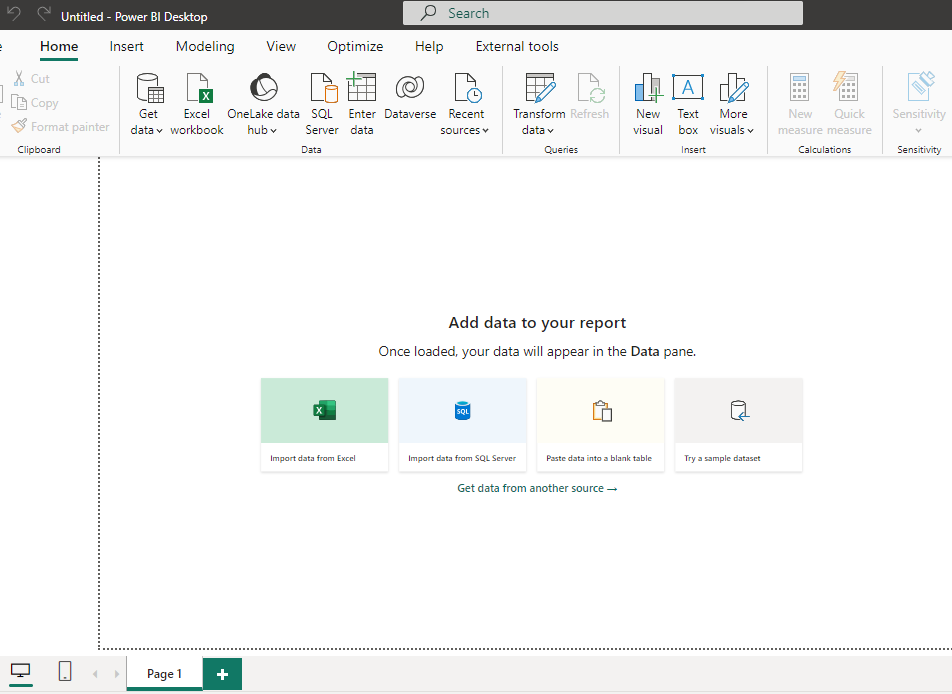 Untitled - Power BI Desktop
Search
Home Insert Modeling View Optimize Help External tools
Cut
Copy
Format painter
Clipboard
Get data
Excel workbook
OneLake data hub
SQL Server
Enter data
Dataverse
Recent sources
Data
Transform data
Refresh
Queries
New visual
A
Text box
More visuals
Insert
New measure
Quick measure
Calculations
Sensitivity
Sensitivity
Add data to your report
Once loaded, your data will appear in the Data pane.
X
Import data from Excel
SQL
Import data from SQL Server
Paste data into a blank table
Try a sample dataset
Get data from another source →
Page 1
+